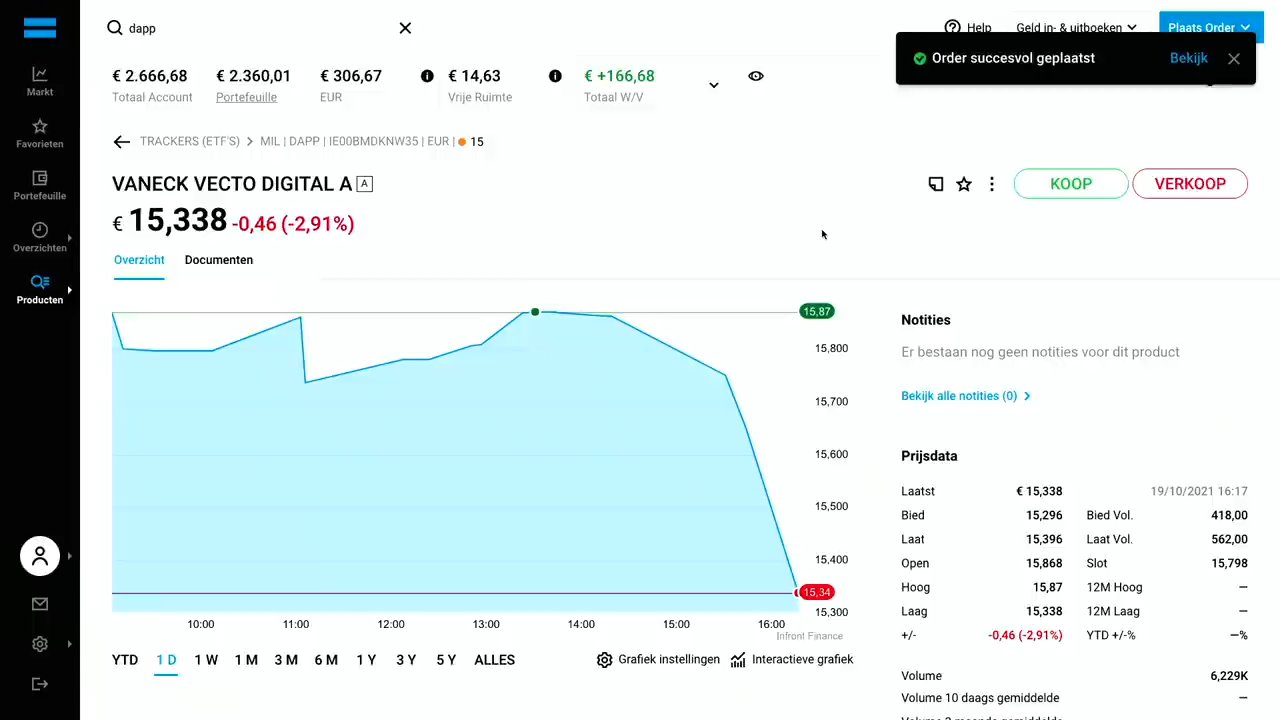 dapp
Help
Geld in- & uitboeken
Plaats Order
Order succesvol geplaatst
Bekijk
€ 2.666,68
Totaal Account
€ 2.360,01
Portefeuille
€ 306,67
EUR
€ 14,63
Vrije Ruimte
€ +166,68
Totaal W/V
Markt
Favorieten
Portefeuille
Overzichten
Producten
TRACKERS (ETF'S) > MIL | DAPP | IE00BMDKNW35 | EUR | 15
VANECK VECTO DIGITAL A A
€ 15,338 -0,46 (-2,91%)
KOOP
VERKOOP
Overzicht
Documenten
15,87
15,800
15,700
15,600
15,500
15,400
15,34
15,300
10:00 11:00 12:00 13:00 14:00 15:00 16:00
Infront Finance
YTD 1 D 1 W 1 M 3 M 6 M 1 Y 3 Y 5 Y ALLES
Grafiek instellingen
Interactieve grafiek
Notities
Er bestaan nog geen notities voor dit product
Bekijk alle notities (0)
Prijsdata
Laatst € 15,338 19/10/2021 16:17
Bied 15,296 Bied Vol. 418,00
Laat 15,396 Laat Vol. 562,00
Open 15,868 Slot 15,798
Hoog 15,87 12M Hoog —
Laag 15,338 12M Laag —
+/- -0,46 (-2,91%) YTD +/-% —%
Volume 6,229K
Volume 10 daags gemiddelde —